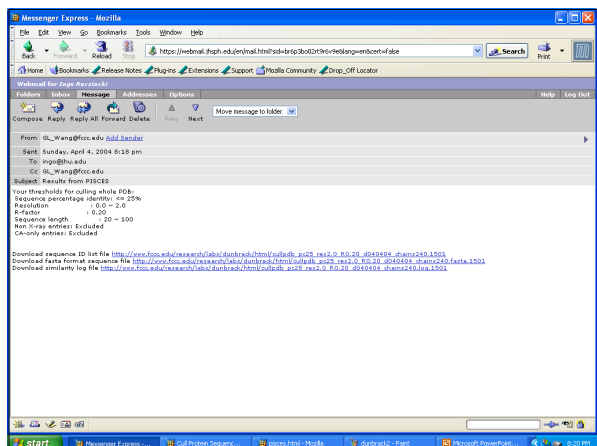 Messenger Express - Mozilla
File Edit View Go Bookmarks Tools Window Help
Back Forward Reload Stop https://webmail.jhsph.edu/en/mail.html?sid=br6p3bo02rt9r6v9e&lang=en&cert=false Search Print
Home Bookmarks Release Notes Plug-ins Extensions Support Mozilla Community Drop_Off Locator
Webmail for Ingo Ruczinski
Folders Inbox Message Addresses Options Help Log Out
Compose Reply Reply All Forward Delete Prev Next Move message to folder:
From GL_Wang@fccc.edu Add Sender
Sent Sunday, April 4, 2004 8:18 pm
To ingo@jhu.edu
Cc GL_Wang@fccc.edu
Subject Results from PISCES
Your thresholds for culling whole PDB:
Sequence percentage identity: <= 25%
Resolution : 0.0 ~ 2.0
R-factor : 0.20
Sequence length : 20 ~ 100
Non X-ray entries: Excluded
CA-only entries: Excluded
Download sequence ID list file http://www.fccc.edu/research/labs/dunbrack/html/cullpdb_pc25_res2.0_R0.20_d040404_chains240.1501
Download fasta format sequence file http://www.fccc.edu/research/labs/dunbrack/html/cullpdb_pc25_res2.0_R0.20_d040404_chains240.fasta.1501
Download similarity log file http://www.fccc.edu/research/labs/dunbrack/html/cullpdb_pc25_res2.0_R0.20_d040404_chains240.log.1501
start Messenger Express -... Cull Protein Sequenc... pisces.html - Mozilla dunbrack2 - Paint Microsoft PowerPoint... 8:20 PM